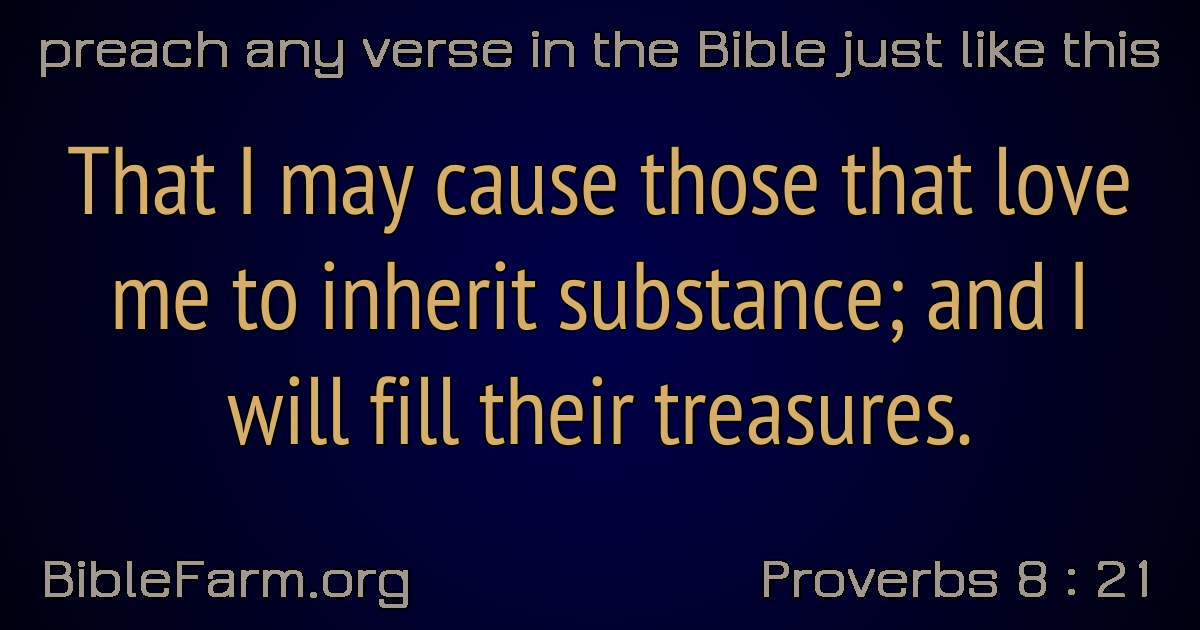 preach any verse in the Bible just like this
That I may cause those that love
me to inherit substance; and I
will fill their treasures.
BibleFarm.org
Proverbs 8 : 21